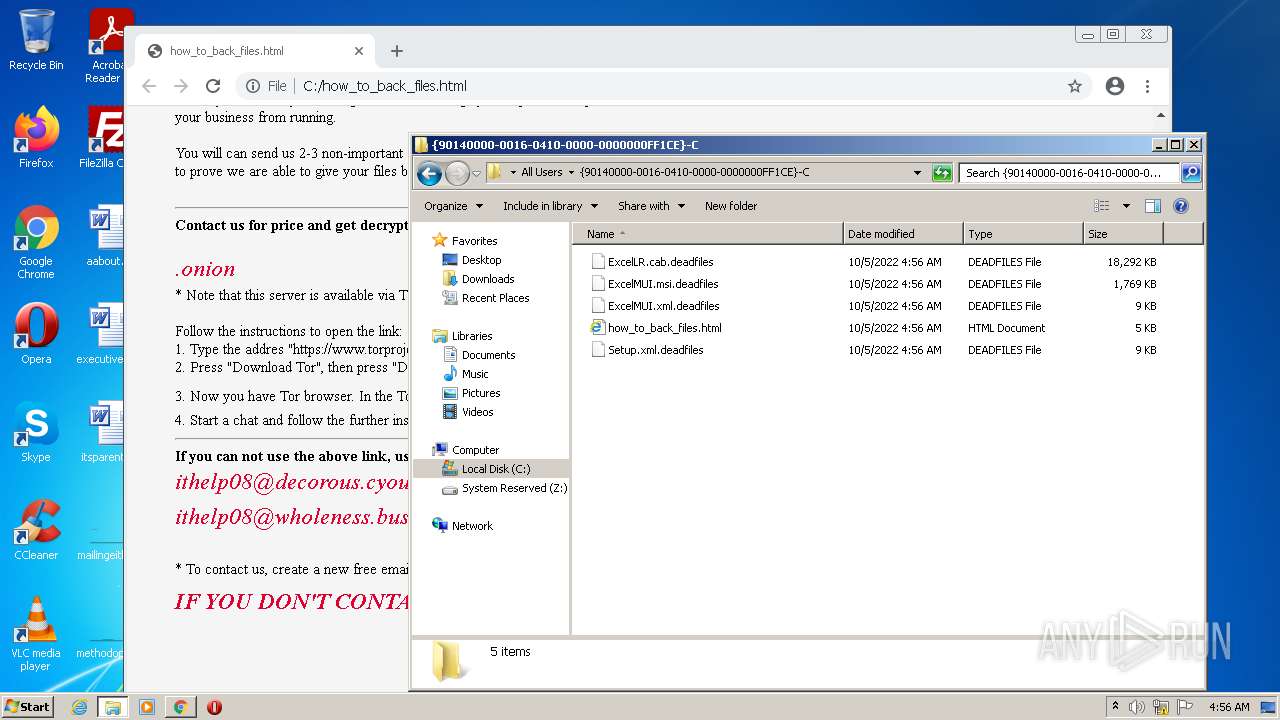 Recycle Bin
Acroba
Reader
Firefox
FileZilla C
Google
Chrome
aabout.
Opera
executive
Skype
itsparent
CCleaner
mailingeitl
VLC media
player
methodop
how_to_back_files.html
File
C:/how_to_back_files.html
your business from running.
You will can send us 2-3 non-important
to prove we are able to give your files b
Contact us for price and get decrypt
.onion
* Note that this server is available via T
Follow the instructions to open the link:
1. Type the addres "https://www.torproj
2. Press "Download Tor", then press "D
3. Now you have Tor browser. In the To
4. Start a chat and follow the further ins
If you can not use the above link, us
ithelp08@decorous.cyou
ithelp08@wholeness.bus
* To contact us, create a new free emai
IF YOU DON'T CONTA
{90140000-0016-0410-0000-0000000FF1CE}-C
All Users
{90140000-0016-0410-0000-0000000FF1CE}-C
Search {90140000-0016-0410-0000-0...
Organize
Include in library
Share with
New folder
Favorites
Desktop
Downloads
Recent Places
Libraries
Documents
Music
Pictures
Videos
Computer
Local Disk (C:)
System Reserved (Z:)
Network
Name Date modified Type Size
ExcelLR.cab.deadfiles 10/5/2022 4:56 AM DEADFILES File 18,292 KB
ExcelMUI.msi.deadfiles 10/5/2022 4:56 AM DEADFILES File 1,769 KB
ExcelMUI.xml.deadfiles 10/5/2022 4:56 AM DEADFILES File 9 KB
how_to_back_files.html 10/5/2022 4:56 AM HTML Document 5 KB
Setup.xml.deadfiles 10/5/2022 4:56 AM DEADFILES File 9 KB
5 items
ANY RUN
Start
4:56 AM